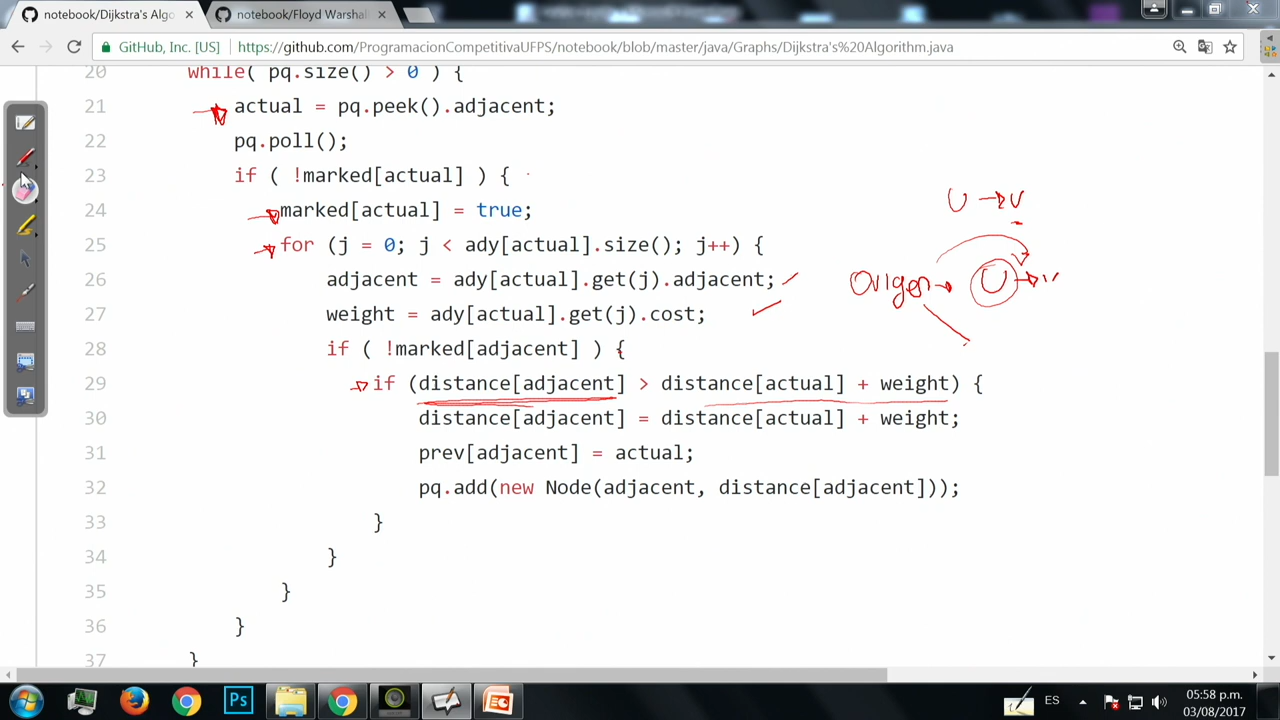 notebook/Dijkstra's Algo
notebook/Floyd Warshal
GitHub, Inc. [US]
https://github.com/ProgramacionCompetitivaUFPS/notebook/blob/master/java/Graphs/Dijkstra's%20Algorithm.java
20 while( pq.size() > 0 ) {
21 actual = pq.peek().adjacent;
22 pq.poll();
23 if ( !marked[actual] ) {
24 marked[actual] = true;
25 for (j = 0; j < ady[actual].size(); j++) {
26 adjacent = ady[actual].get(j).adjacent;
27 weight = ady[actual].get(j).cost;
28 if ( !marked[adjacent] ) {
29 if (distance[adjacent] > distance[actual] + weight) {
30 distance[adjacent] = distance[actual] + weight;
31 prev[adjacent] = actual;
32 pq.add(new Node(adjacent, distance[adjacent]));
33 }
34 }
35 }
36 }
37 }
U → V
Origen → U →
Ps
ES
05:58 p.m.
03/08/2017